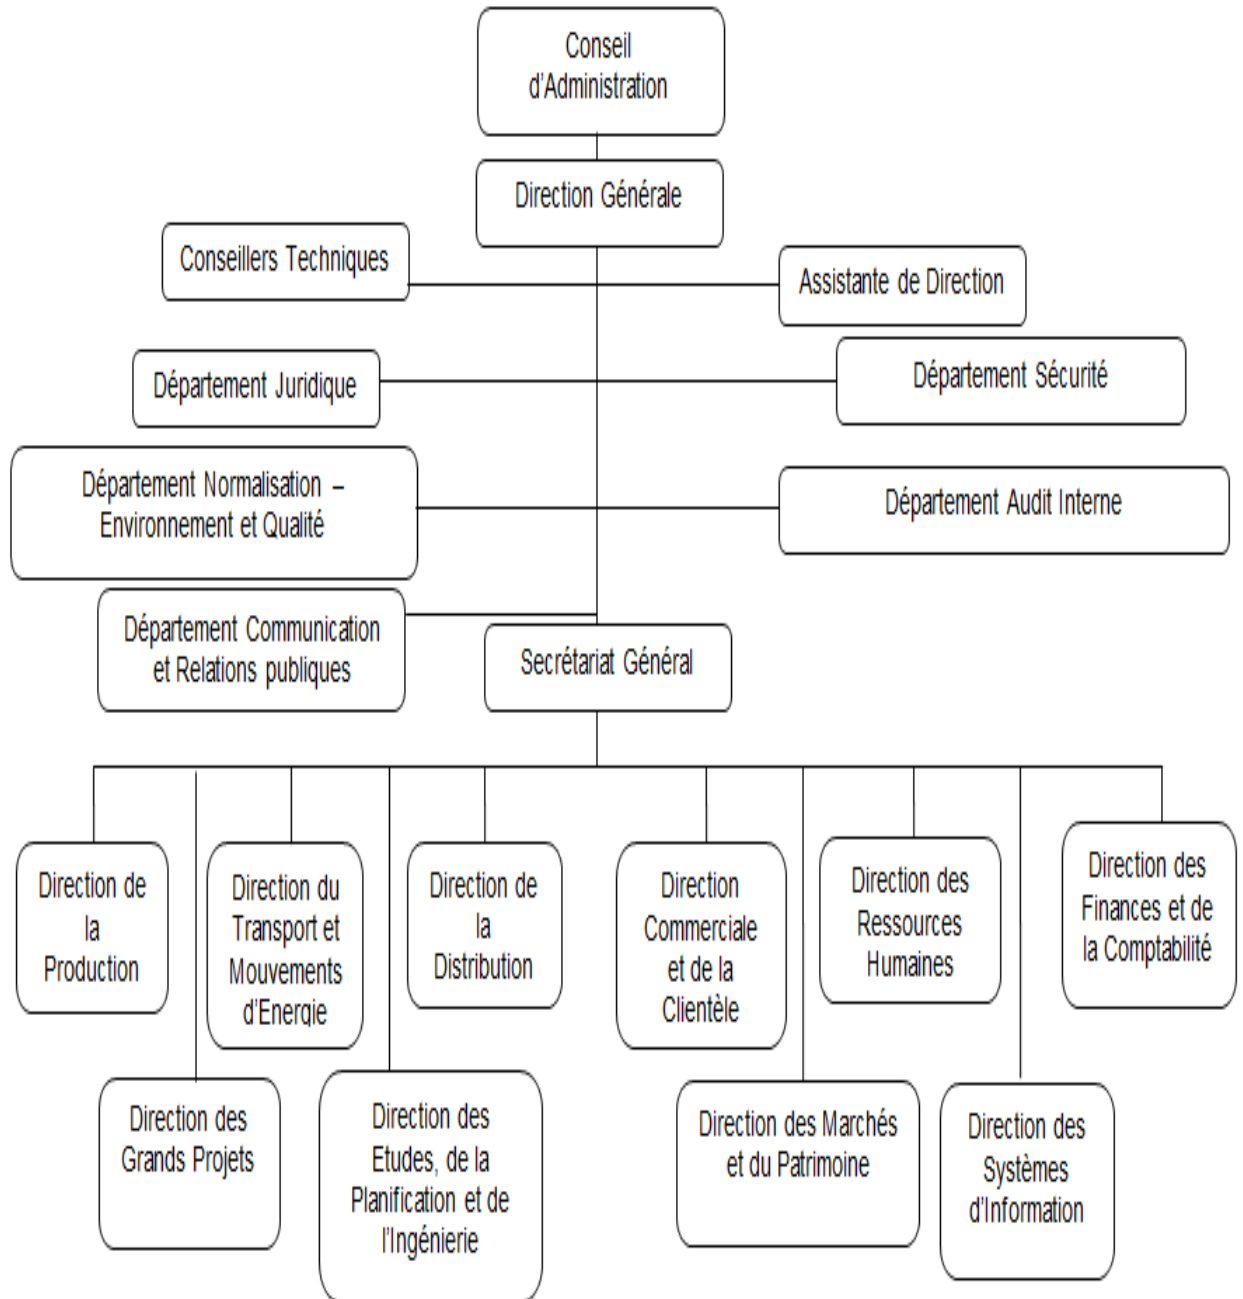 Conseil
d'Administration
Direction Générale
Conseillers Techniques
Assistante de Direction
Département Juridique
Département Sécurité
Département Normalisation –
Environnement et Qualité
Département Audit Interne
Département Communication
et Relations publiques
Secrétariat Général
Direction de
la
Production
Direction du
Transport et
Mouvements
d'Energie
Direction de
la
Distribution
Direction
Commerciale
et de la
Clientèle
Direction des
Ressources
Humaines
Direction des
Finances et de
la Comptabilité
Direction des
Grands Projets
Direction des
Etudes, de la
Planification et de
l'Ingénierie
Direction des Marchés
et du Patrimoine
Direction des
Systèmes
d'Information